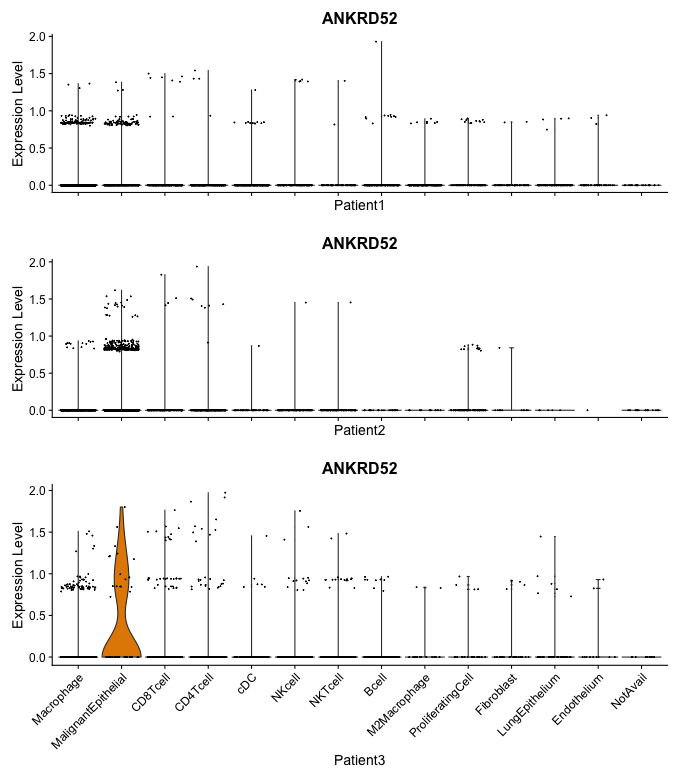 ANKRD52
Expression Level
2.0
1.5
1.0
0.5
0.0
Patient1
ANKRD52
Expression Level
2.0
1.5
1.0
0.5
0.0
Patient2
ANKRD52
Expression Level
2.0
1.5
1.0
0.5
0.0
Macrophage
MalignantEpithelial
CD8Tcell
CD4Tcell
cDC
NKcell
NKTcell
Bcell
M2Macrophage
ProliferatingCell
Fibroblast
LungEpithelium
Endothelium
NotAvail
Patient3